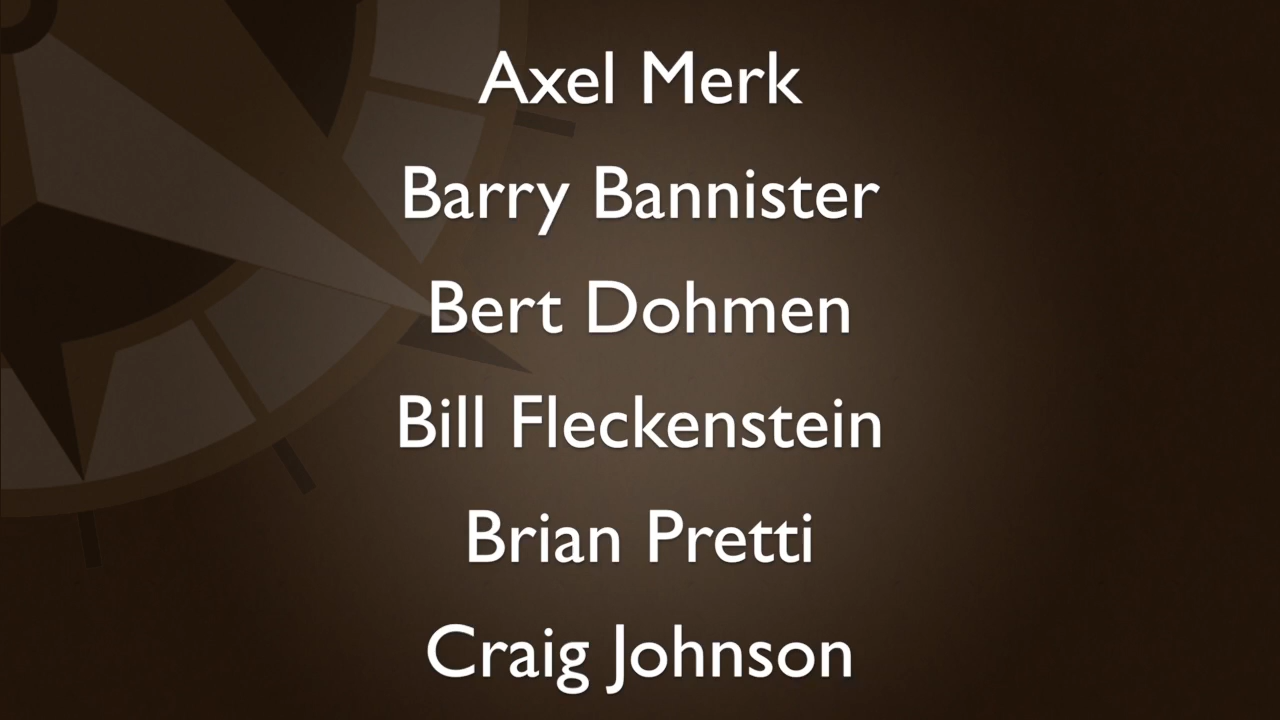 Axel Merk
Barry Bannister
Bert Dohmen
Bill Fleckenstein
Brian Pretti
Craig Johnson